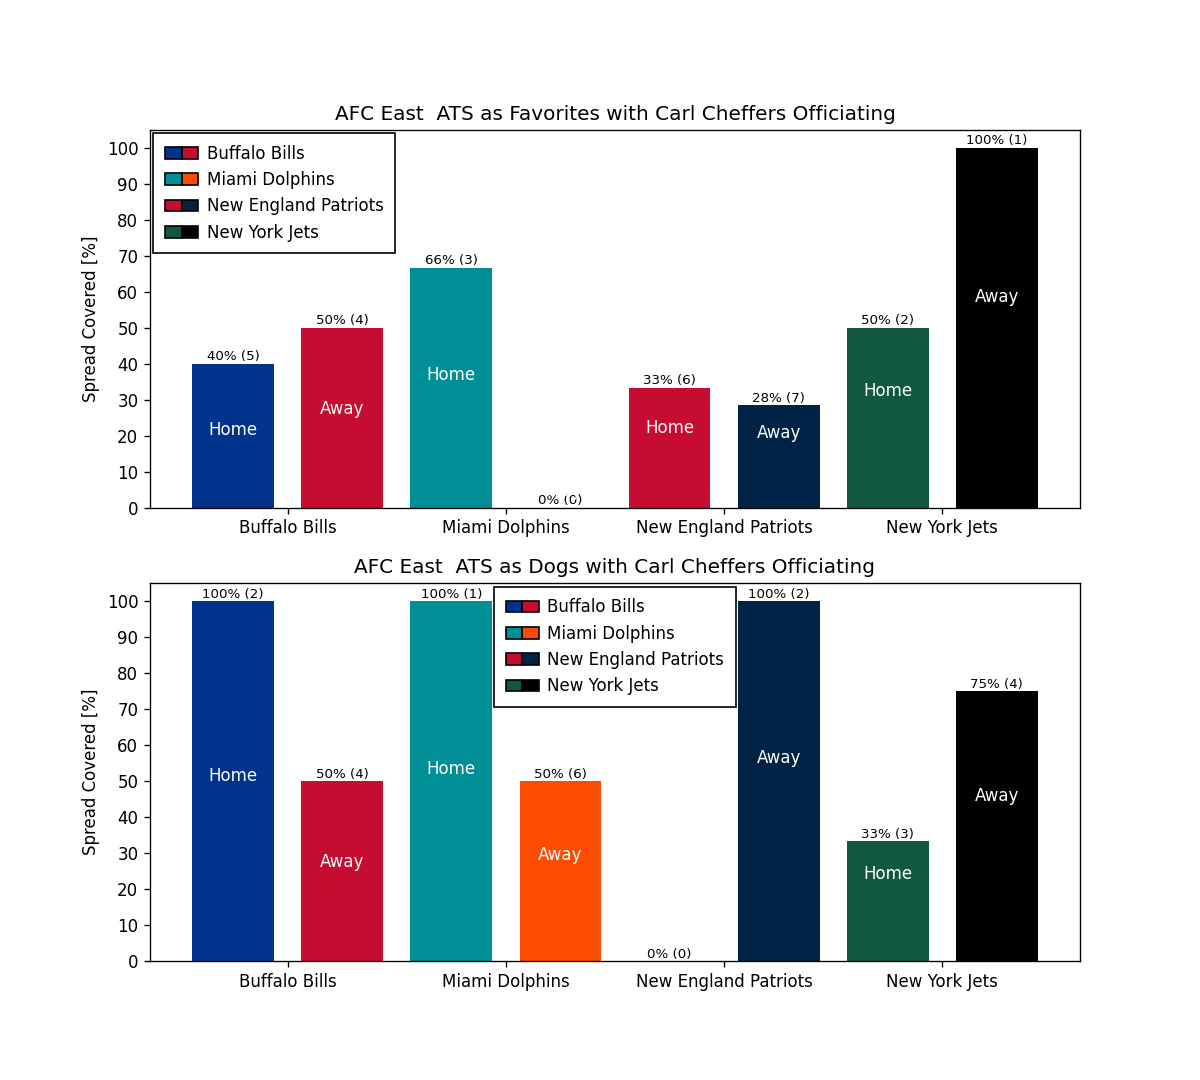 AFC East  ATS as Favorites with Carl Cheffers Officiating
Spread Covered [%]
100
90
80
70
60
50
40
30
20
10
0
Buffalo Bills
Miami Dolphins
New England Patriots
New York Jets
40% (5)
50% (4)
66% (3)
0% (0)
33% (6)
28% (7)
50% (2)
100% (1)
Home
Away
Home
Home
Away
Home
Away
Buffalo Bills
Miami Dolphins
New England Patriots
New York Jets
AFC East  ATS as Dogs with Carl Cheffers Officiating
Spread Covered [%]
100
90
80
70
60
50
40
30
20
10
0
Buffalo Bills
Miami Dolphins
New England Patriots
New York Jets
100% (2)
50% (4)
100% (1)
50% (6)
0% (0)
100% (2)
33% (3)
75% (4)
Home
Away
Home
Away
Away
Home
Away
Buffalo Bills
Miami Dolphins
New England Patriots
New York Jets